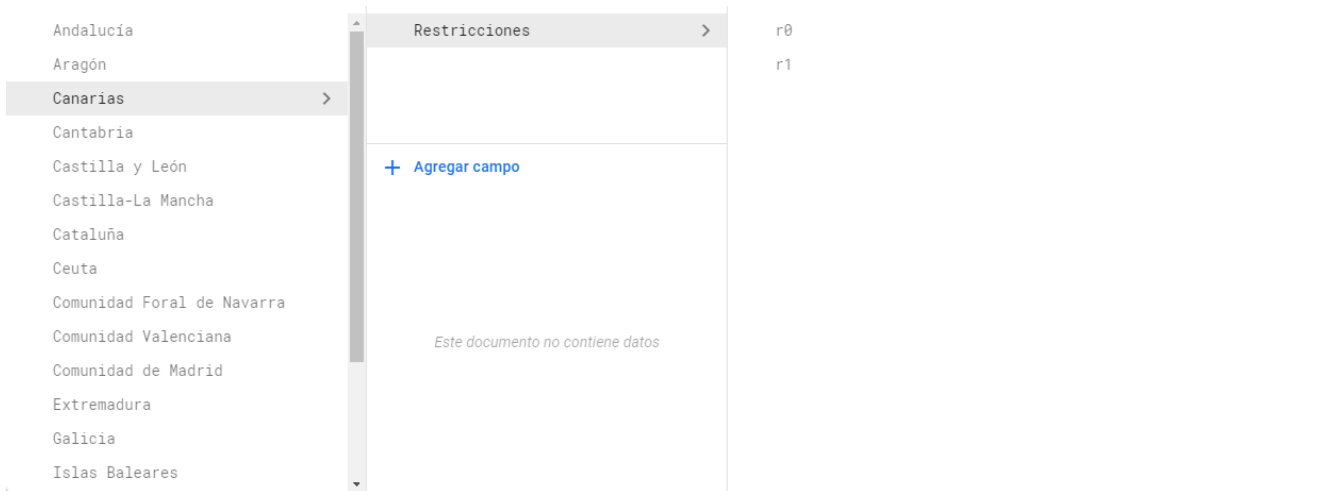 Andalucía
Aragón
Canarias
Cantabria
Castilla y León
Castilla-La Mancha
Cataluña
Ceuta
Comunidad Foral de Navarra
Comunidad Valenciana
Comunidad de Madrid
Extremadura
Galicia
Islas Baleares
Restricciones
+ Agregar campo
Este documento no contiene datos
r0
r1